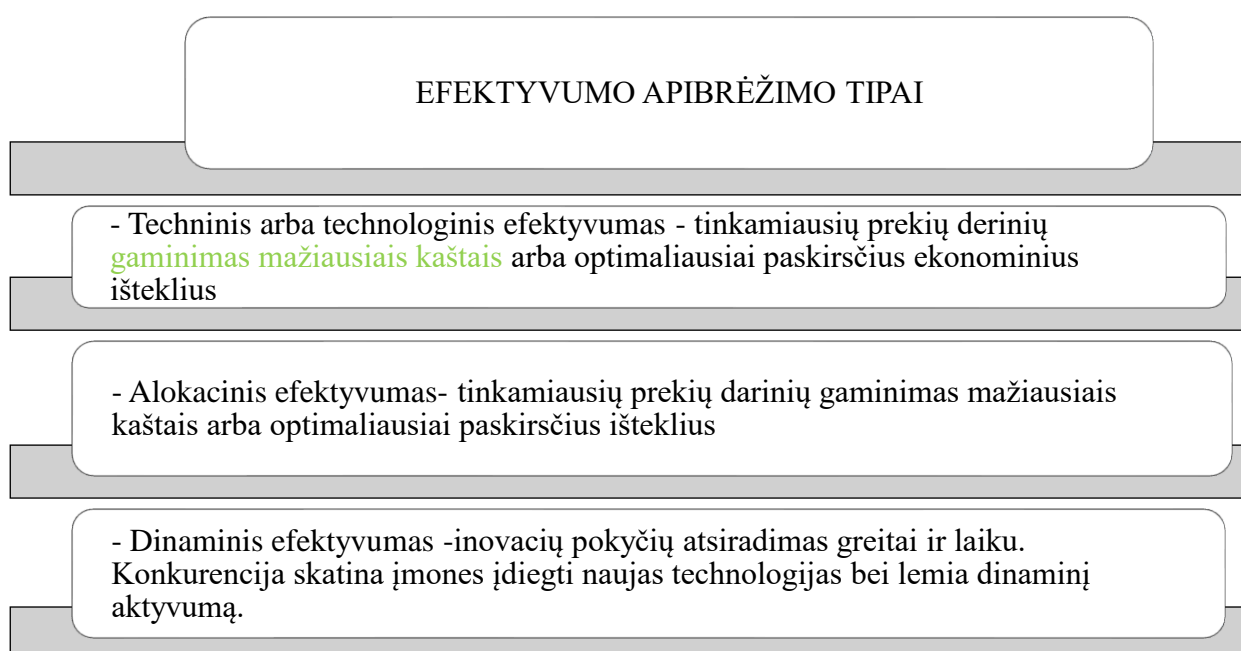 EFEKTYVUMO APIBRĖŽIMO TIPAI
- Techninis arba technologinis efektyvumas - tinkamiausių prekių derinių
gaminimas mažiausiais kaštais arba optimaliausiai paskirsčius ekonominius
išteklius
- Alokacinis efektyvumas- tinkamiausių prekių darinių gaminimas mažiausiais
kaštais arba optimaliausiai paskirsčius išteklius
- Dinaminis efektyvumas -inovacių pokyčių atsiradimas greitai ir laiku.
Konkurencija skatina įmones įdiegti naujas technologijas bei lemia dinaminį
aktyvumą.